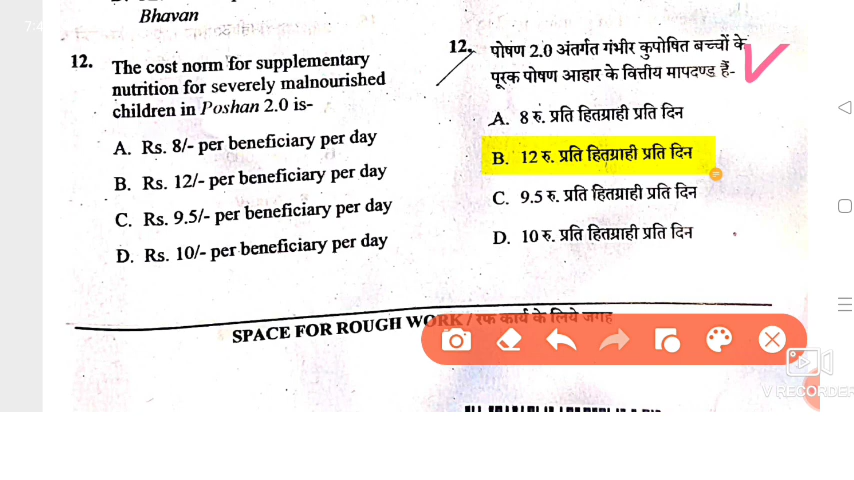 Bhavan
12. The cost norm for supplementary
nutrition for severely malnourished
children in Poshan 2.0 is-
A. Rs. 8/- per beneficiary per day
B. Rs. 12/- per beneficiary per day
C. Rs. 9.5/- per beneficiary per day
D. Rs. 10/- per beneficiary per day
12. पोषण 2.0 अंतर्गत गंभीर कुपोषित बच्चों के
पूरक पोषण आहार के वित्तीय मापदण्ड हैं-
A. 8 रु. प्रति हितग्राही प्रति दिन
B. 12 रु. प्रति हितग्राही प्रति दिन
C. 9.5 रु. प्रति हितग्राही प्रति दिन
D. 10 रु. प्रति हितग्राही प्रति दिन
SPACE FOR ROUGH WORK / रफ कार्य के लिये जगह
V RECORDER